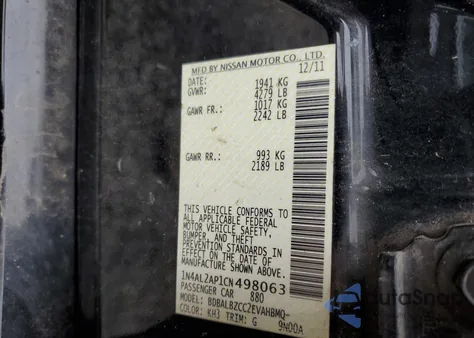 MFD BY NISSAN MOTOR CO., LTD.
DATE: 12/11
GVWR: 1941 KG
4279 LB
GAWR FR.: 1017 KG
2242 LB
GAWR RR.: 993 KG
2189 LB
THIS VEHICLE CONFORMS TO
ALL APPLICABLE FEDERAL
MOTOR VEHICLE SAFETY,
BUMPER, AND THEFT
PREVENTION STANDARDS IN
EFFECT ON THE DATE OF
MANUFACTURE SHOWN ABOVE.
1N4AL2AP1CN498063
PASSENGER CAR 880
MODEL: BDBALBZCC2EVAHBMQ-
COLOR: KH3 TRIM: G 9N00A
AutoSnap